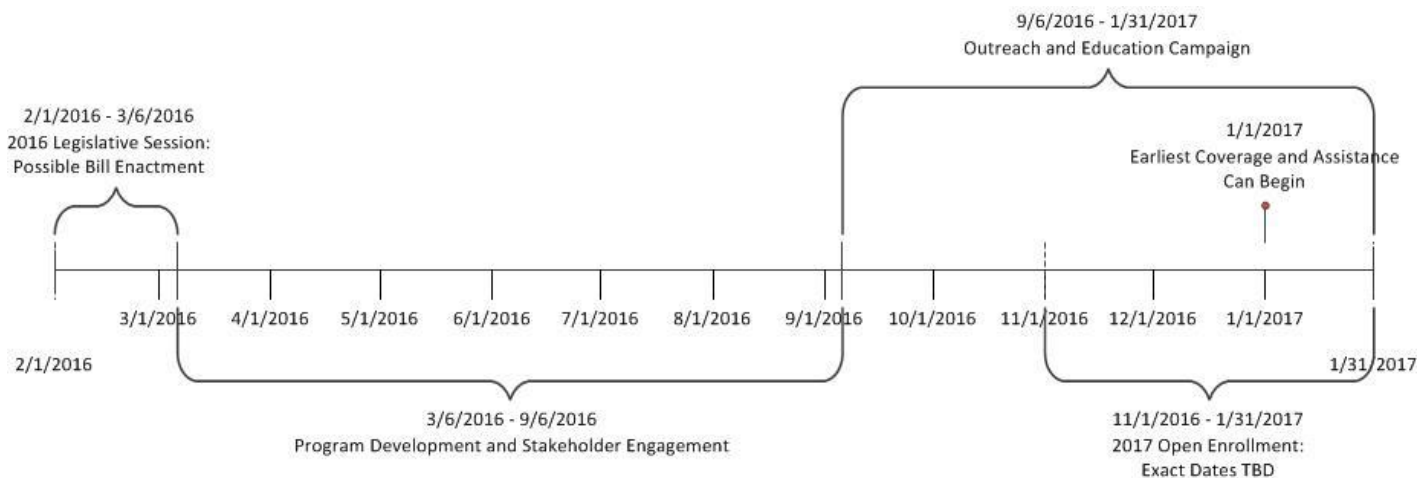 9/6/2016 - 1/31/2017
Outreach and Education Campaign
2/1/2016 - 3/6/2016
2016 Legislative Session:
Possible Bill Enactment
1/1/2017
Earliest Coverage and Assistance
Can Begin
3/1/2016 4/1/2016 5/1/2016 6/1/2016 7/1/2016 8/1/2016 9/1/2016 10/1/2016 11/1/2016 12/1/2016 1/1/2017
2/1/2016 1/31/2017
3/6/2016 - 9/6/2016
Program Development and Stakeholder Engagement
11/1/2016 - 1/31/2017
2017 Open Enrollment:
Exact Dates TBD